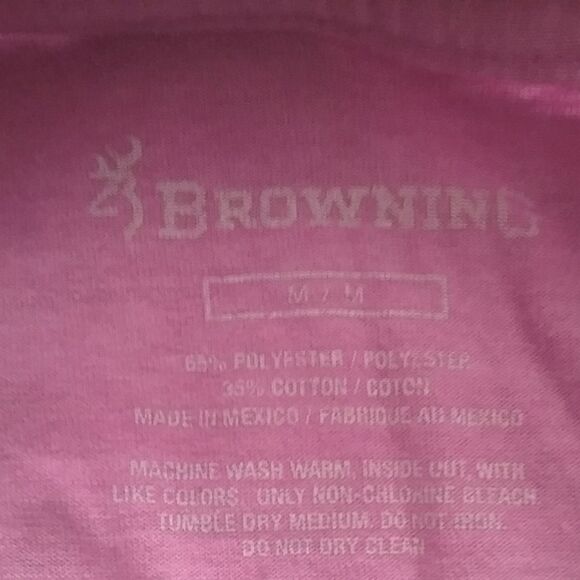 BROWNING
M / M
65% POLYESTER / POLYESTER
35% COTTON / COTON
MADE IN MEXICO / FABRIQUE AU MEXICO
MACHINE WASH WARM, INSIDE OUT, WITH
LIKE COLORS. ONLY NON-CHLORINE BLEACH
TUMBLE DRY MEDIUM. DO NOT IRON.
DO NOT DRY CLEAN